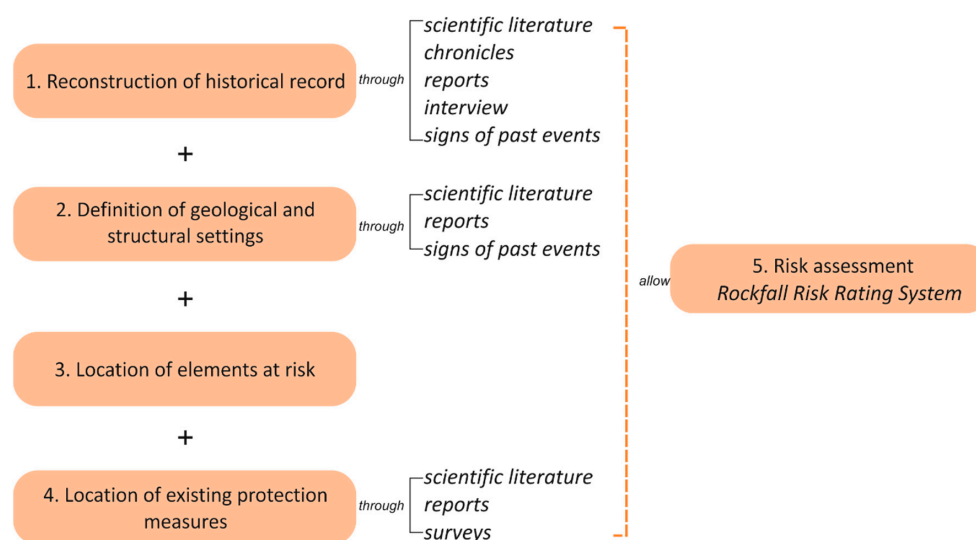 1. Reconstruction of historical record
through
scientific literature
chronicles
reports
interview
signs of past events
+
2. Definition of geological and
structural settings
through
scientific literature
reports
signs of past events
+
3. Location of elements at risk
+
4. Location of existing protection
measures
through
scientific literature
reports
surveys
allow
5. Risk assessment
Rockfall Risk Rating System